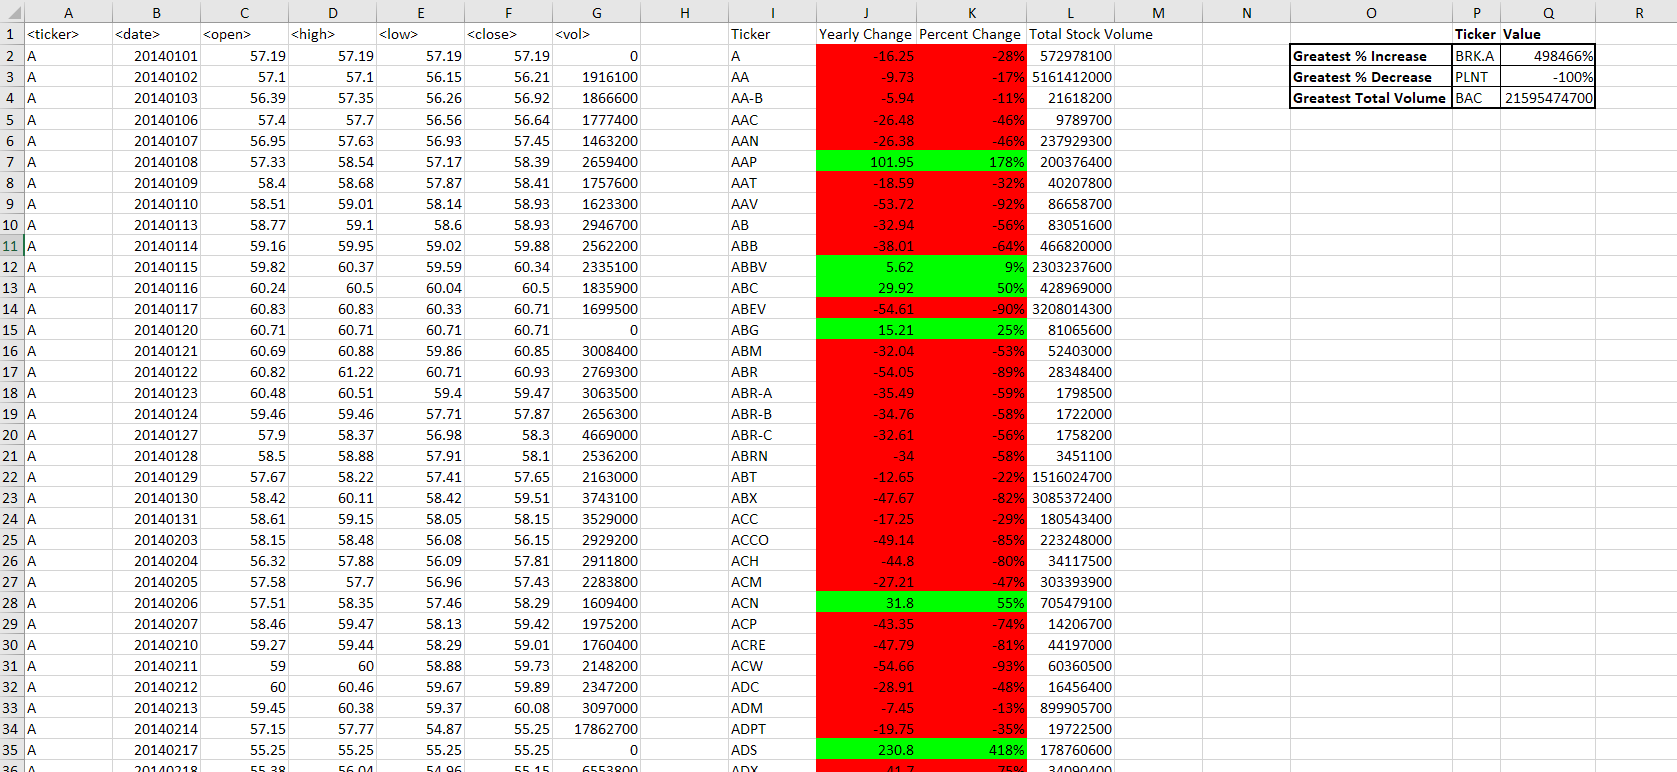 A B C D E F G H I J K L M N O P Q R
1 <ticker> <date> <open> <high> <low> <close> <vol> Ticker Yearly Change Percent Change Total Stock Volume Ticker Value
2 A 20140101 57.19 57.19 57.19 57.19 0 A -16.25 -28% 572978100 Greatest % Increase BRK.A 498466%
3 A 20140102 57.1 57.1 56.15 56.21 1916100 AA -9.73 -17% 5161412000 Greatest % Decrease PLNT -100%
4 A 20140103 56.39 57.35 56.26 56.92 1866600 AA-B -5.94 -11% 21618200 Greatest Total Volume BAC 21595474700
5 A 20140106 57.4 57.7 56.56 56.64 1777400 AAC -26.48 -46% 9789700
6 A 20140107 56.95 57.63 56.93 57.45 1463200 AAN -26.38 -46% 237929300
7 A 20140108 57.33 58.54 57.17 58.39 2659400 AAP 101.95 178% 200376400
8 A 20140109 58.4 58.68 57.87 58.41 1757600 AAT -18.59 -32% 40207800
9 A 20140110 58.51 59.01 58.14 58.93 1623300 AAV -53.72 -92% 86658700
10 A 20140113 58.77 59.1 58.6 58.93 2946700 AB -32.94 -56% 83051600
11 A 20140114 59.16 59.95 59.02 59.88 2562200 ABB -38.01 -64% 466820000
12 A 20140115 59.82 60.37 59.59 60.34 2335100 ABBV 5.62 9% 2303237600
13 A 20140116 60.24 60.5 60.04 60.5 1835900 ABC 29.92 50% 428969000
14 A 20140117 60.83 60.83 60.33 60.71 1699500 ABEV -54.61 -90% 3208014300
15 A 20140120 60.71 60.71 60.71 60.71 0 ABG 15.21 25% 81065600
16 A 20140121 60.69 60.88 59.86 60.85 3008400 ABM -32.04 -53% 52403000
17 A 20140122 60.82 61.22 60.71 60.93 2769300 ABR -54.05 -89% 28348400
18 A 20140123 60.48 60.51 59.4 59.47 3063500 ABR-A -35.49 -59% 1798500
19 A 20140124 59.46 59.46 57.71 57.87 2656300 ABR-B -34.76 -58% 1722000
20 A 20140127 57.9 58.37 56.98 58.3 4669000 ABR-C -32.61 -56% 1758200
21 A 20140128 58.5 58.88 57.91 58.1 2536200 ABRN -34 -58% 3451100
22 A 20140129 57.67 58.22 57.41 57.65 2163000 ABT -12.65 -22% 1516024700
23 A 20140130 58.42 60.11 58.42 59.51 3743100 ABX -47.67 -82% 3085372400
24 A 20140131 58.61 59.15 58.05 58.15 3529000 ACC -17.25 -29% 180543400
25 A 20140203 58.15 58.48 56.08 56.15 2929200 ACCO -49.14 -85% 223248000
26 A 20140204 56.32 57.88 56.09 57.81 2911800 ACH -44.8 -80% 34117500
27 A 20140205 57.58 57.7 56.96 57.43 2283800 ACM -27.21 -47% 303393900
28 A 20140206 57.51 58.35 57.46 58.29 1609400 ACN 31.8 55% 705479100
29 A 20140207 58.46 59.47 58.13 59.42 1975200 ACP -43.35 -74% 14206700
30 A 20140210 59.27 59.44 58.29 59.01 1760400 ACRE -47.79 -81% 44197000
31 A 20140211 59 60 58.88 59.73 2148200 ACW -54.66 -93% 60360500
32 A 20140212 60 60.46 59.67 59.89 2347200 ADC -28.91 -48% 16456400
33 A 20140213 59.45 60.38 59.37 60.08 3097000 ADM -7.45 -13% 899905700
34 A 20140214 57.15 57.77 54.87 55.25 17862700 ADPT -19.75 -35% 19722500
35 A 20140217 55.25 55.25 55.25 55.25 0 ADS 230.8 418% 178760600
36 A 20140218 55.38 56.04 54.96 55.15 6553800 ADX 34090400